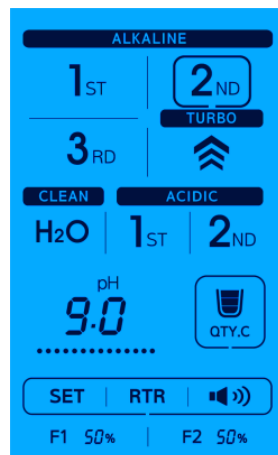 ALKALINE
1ST 2ND
TURBO
3RD
CLEAN ACIDIC
H2O 1ST 2ND
pH
9.0
QTY.C
SET RTR
F1 50% F2 50%